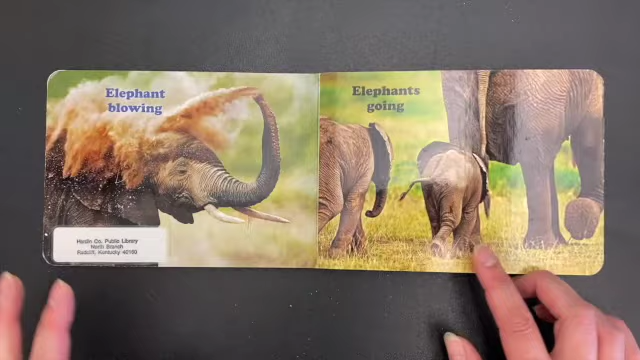 Elephant
blowing
Elephants
going
Hardin Co. Public Library
North Branch
Radcliff, Kentucky 40160